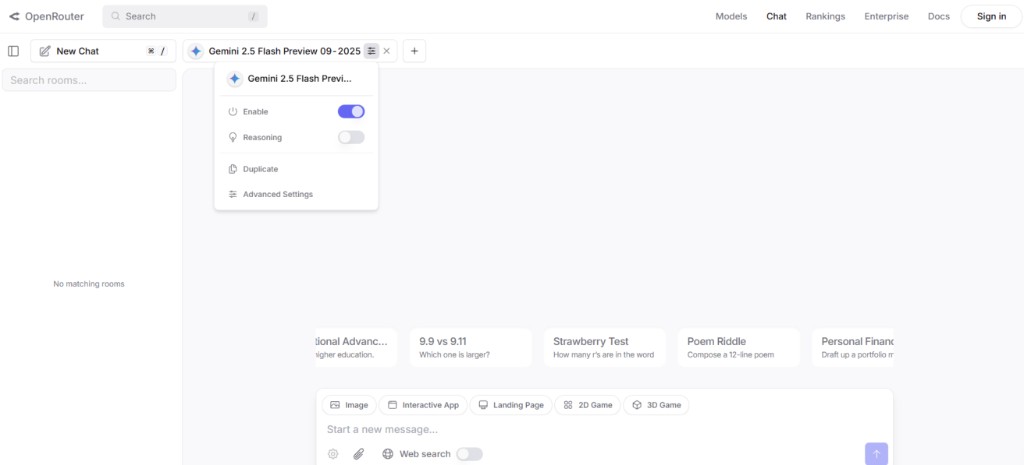 OpenRouter
Search
/
Models
Chat
Rankings
Enterprise
Docs
Sign in
New Chat
⌘ /
Gemini 2.5 Flash Preview 09-2025
Search rooms...
Gemini 2.5 Flash Previ...
Enable
Reasoning
Duplicate
Advanced Settings
No matching rooms
tional Advanc...
higher education.
9.9 vs 9.11
Which one is larger?
Strawberry Test
How many r's are in the word
Poem Riddle
Compose a 12-line poem
Personal Financ
Draft up a portfolio m
Image
Interactive App
Landing Page
2D Game
3D Game
Start a new message...
Web search